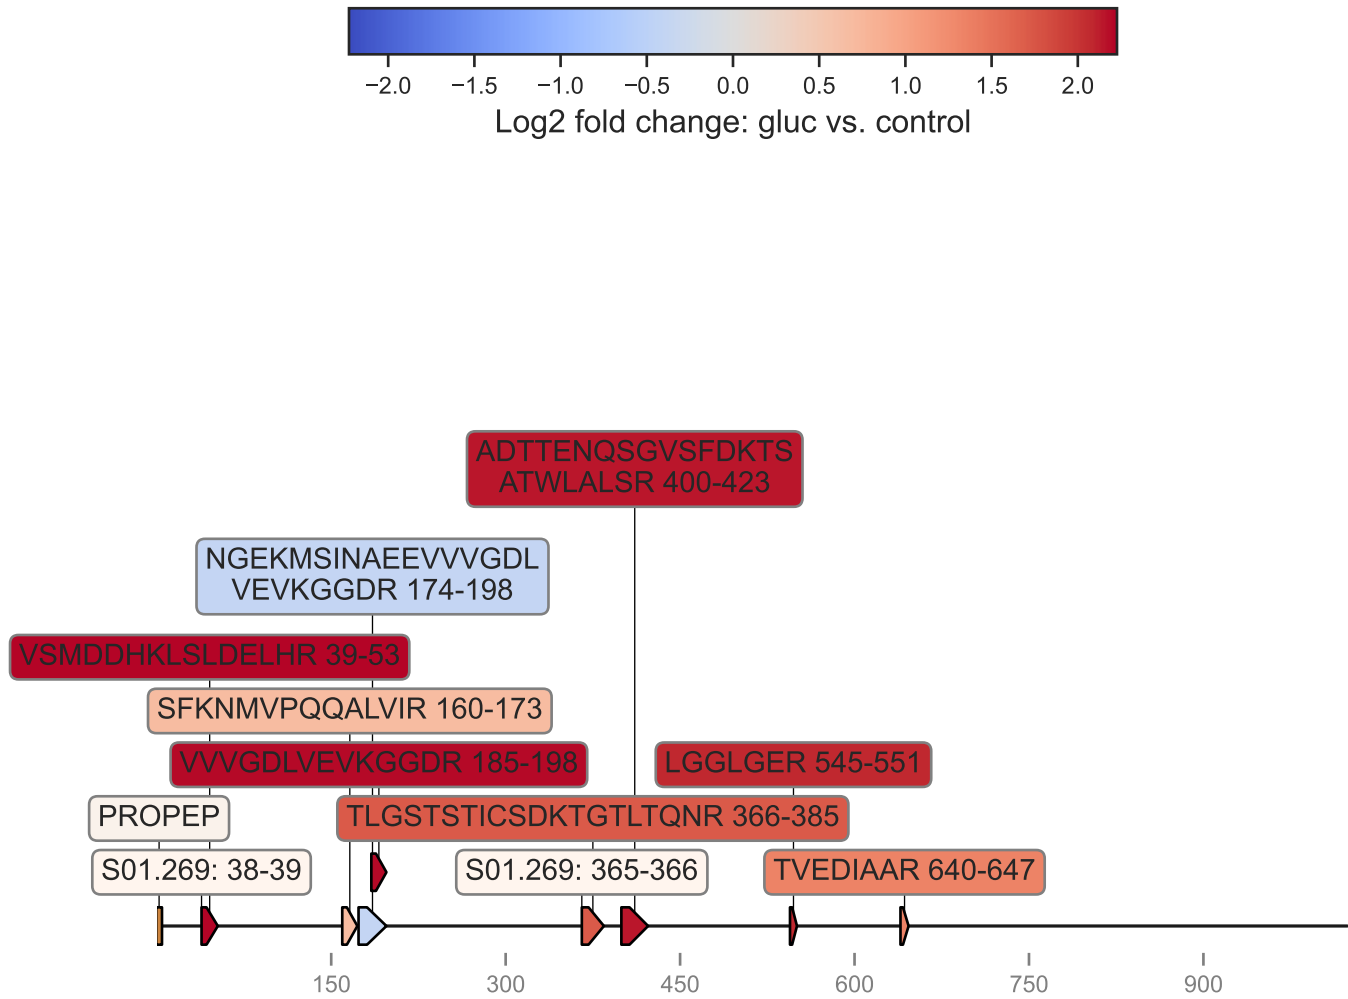 −2.0 −1.5 −1.0 −0.5 0.0 0.5 1.0 1.5 2.0
Log2 fold change: gluc vs. control
ADTTENQSGVSFDKTS
ATWLALSR 400-423
NGEKMSINAEEVVVGDL
VEVKGGDR 174-198
VSMDDHKLSLDELHR 39-53
SFKNMVPQQALVIR 160-173
VVVGDLVEVKGGDR 185-198
LGGLGER 545-551
PROPEP
TLGSTSTICSDKTGTLTQNR 366-385
S01.269: 38-39
S01.269: 365-366
TVEDIAAR 640-647
150 300 450 600 750 900